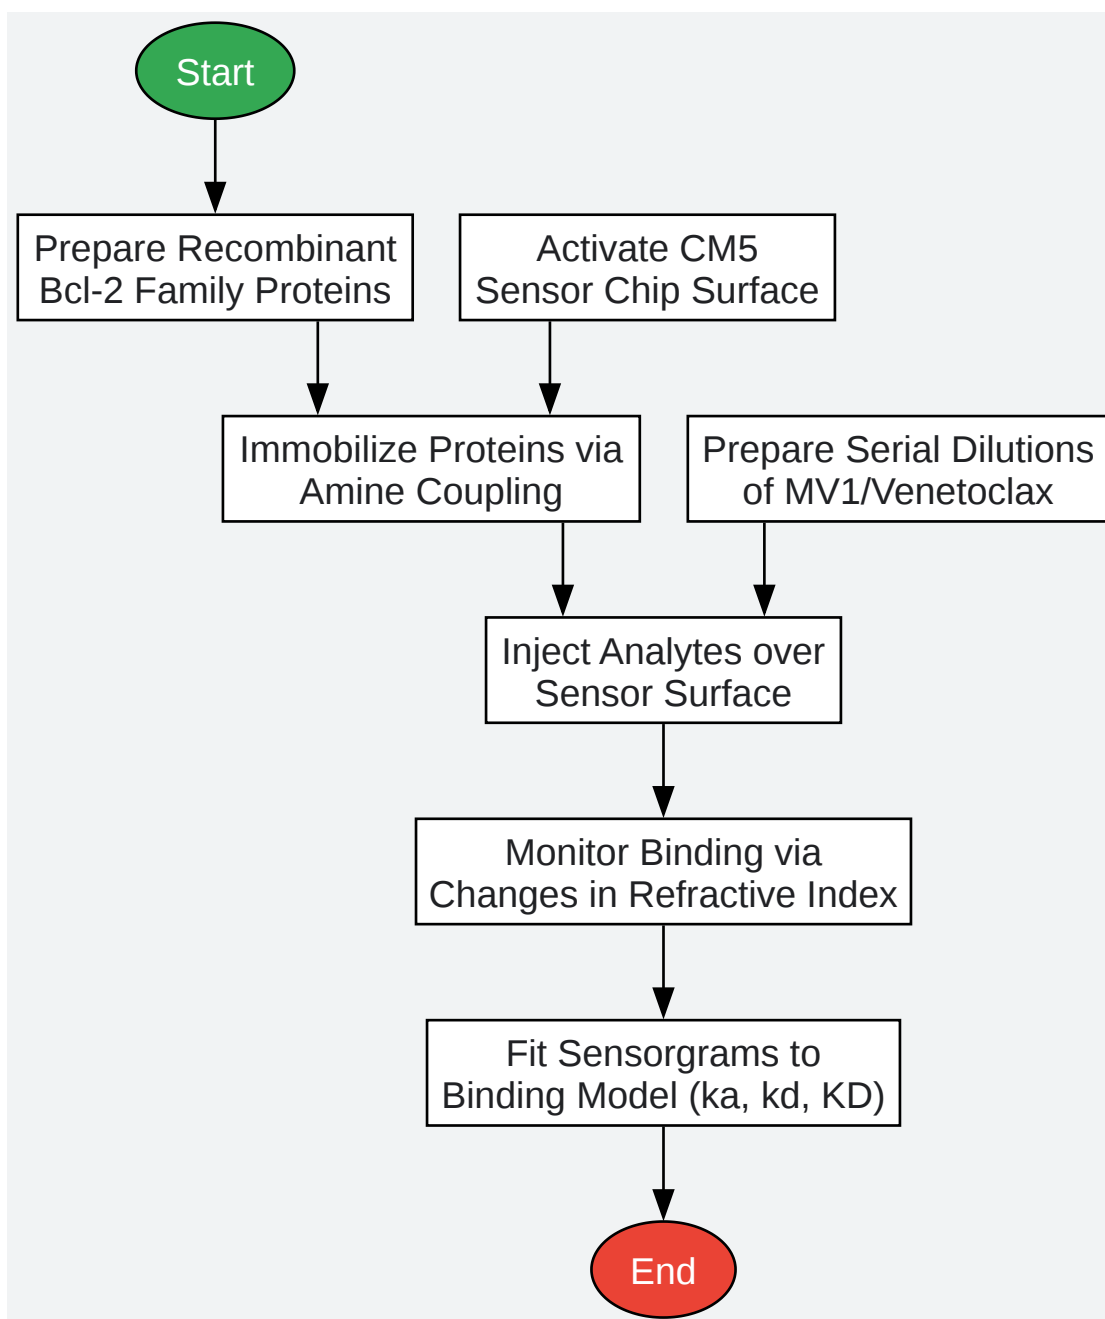 Start
Prepare Recombinant
Bcl-2 Family Proteins
Activate CM5
Sensor Chip Surface
Immobilize Proteins via
Amine Coupling
Prepare Serial Dilutions
of MV1/Venetoclax
Inject Analytes over
Sensor Surface
Monitor Binding via
Changes in Refractive Index
Fit Sensorgrams to
Binding Model (ka, kd, KD)
End